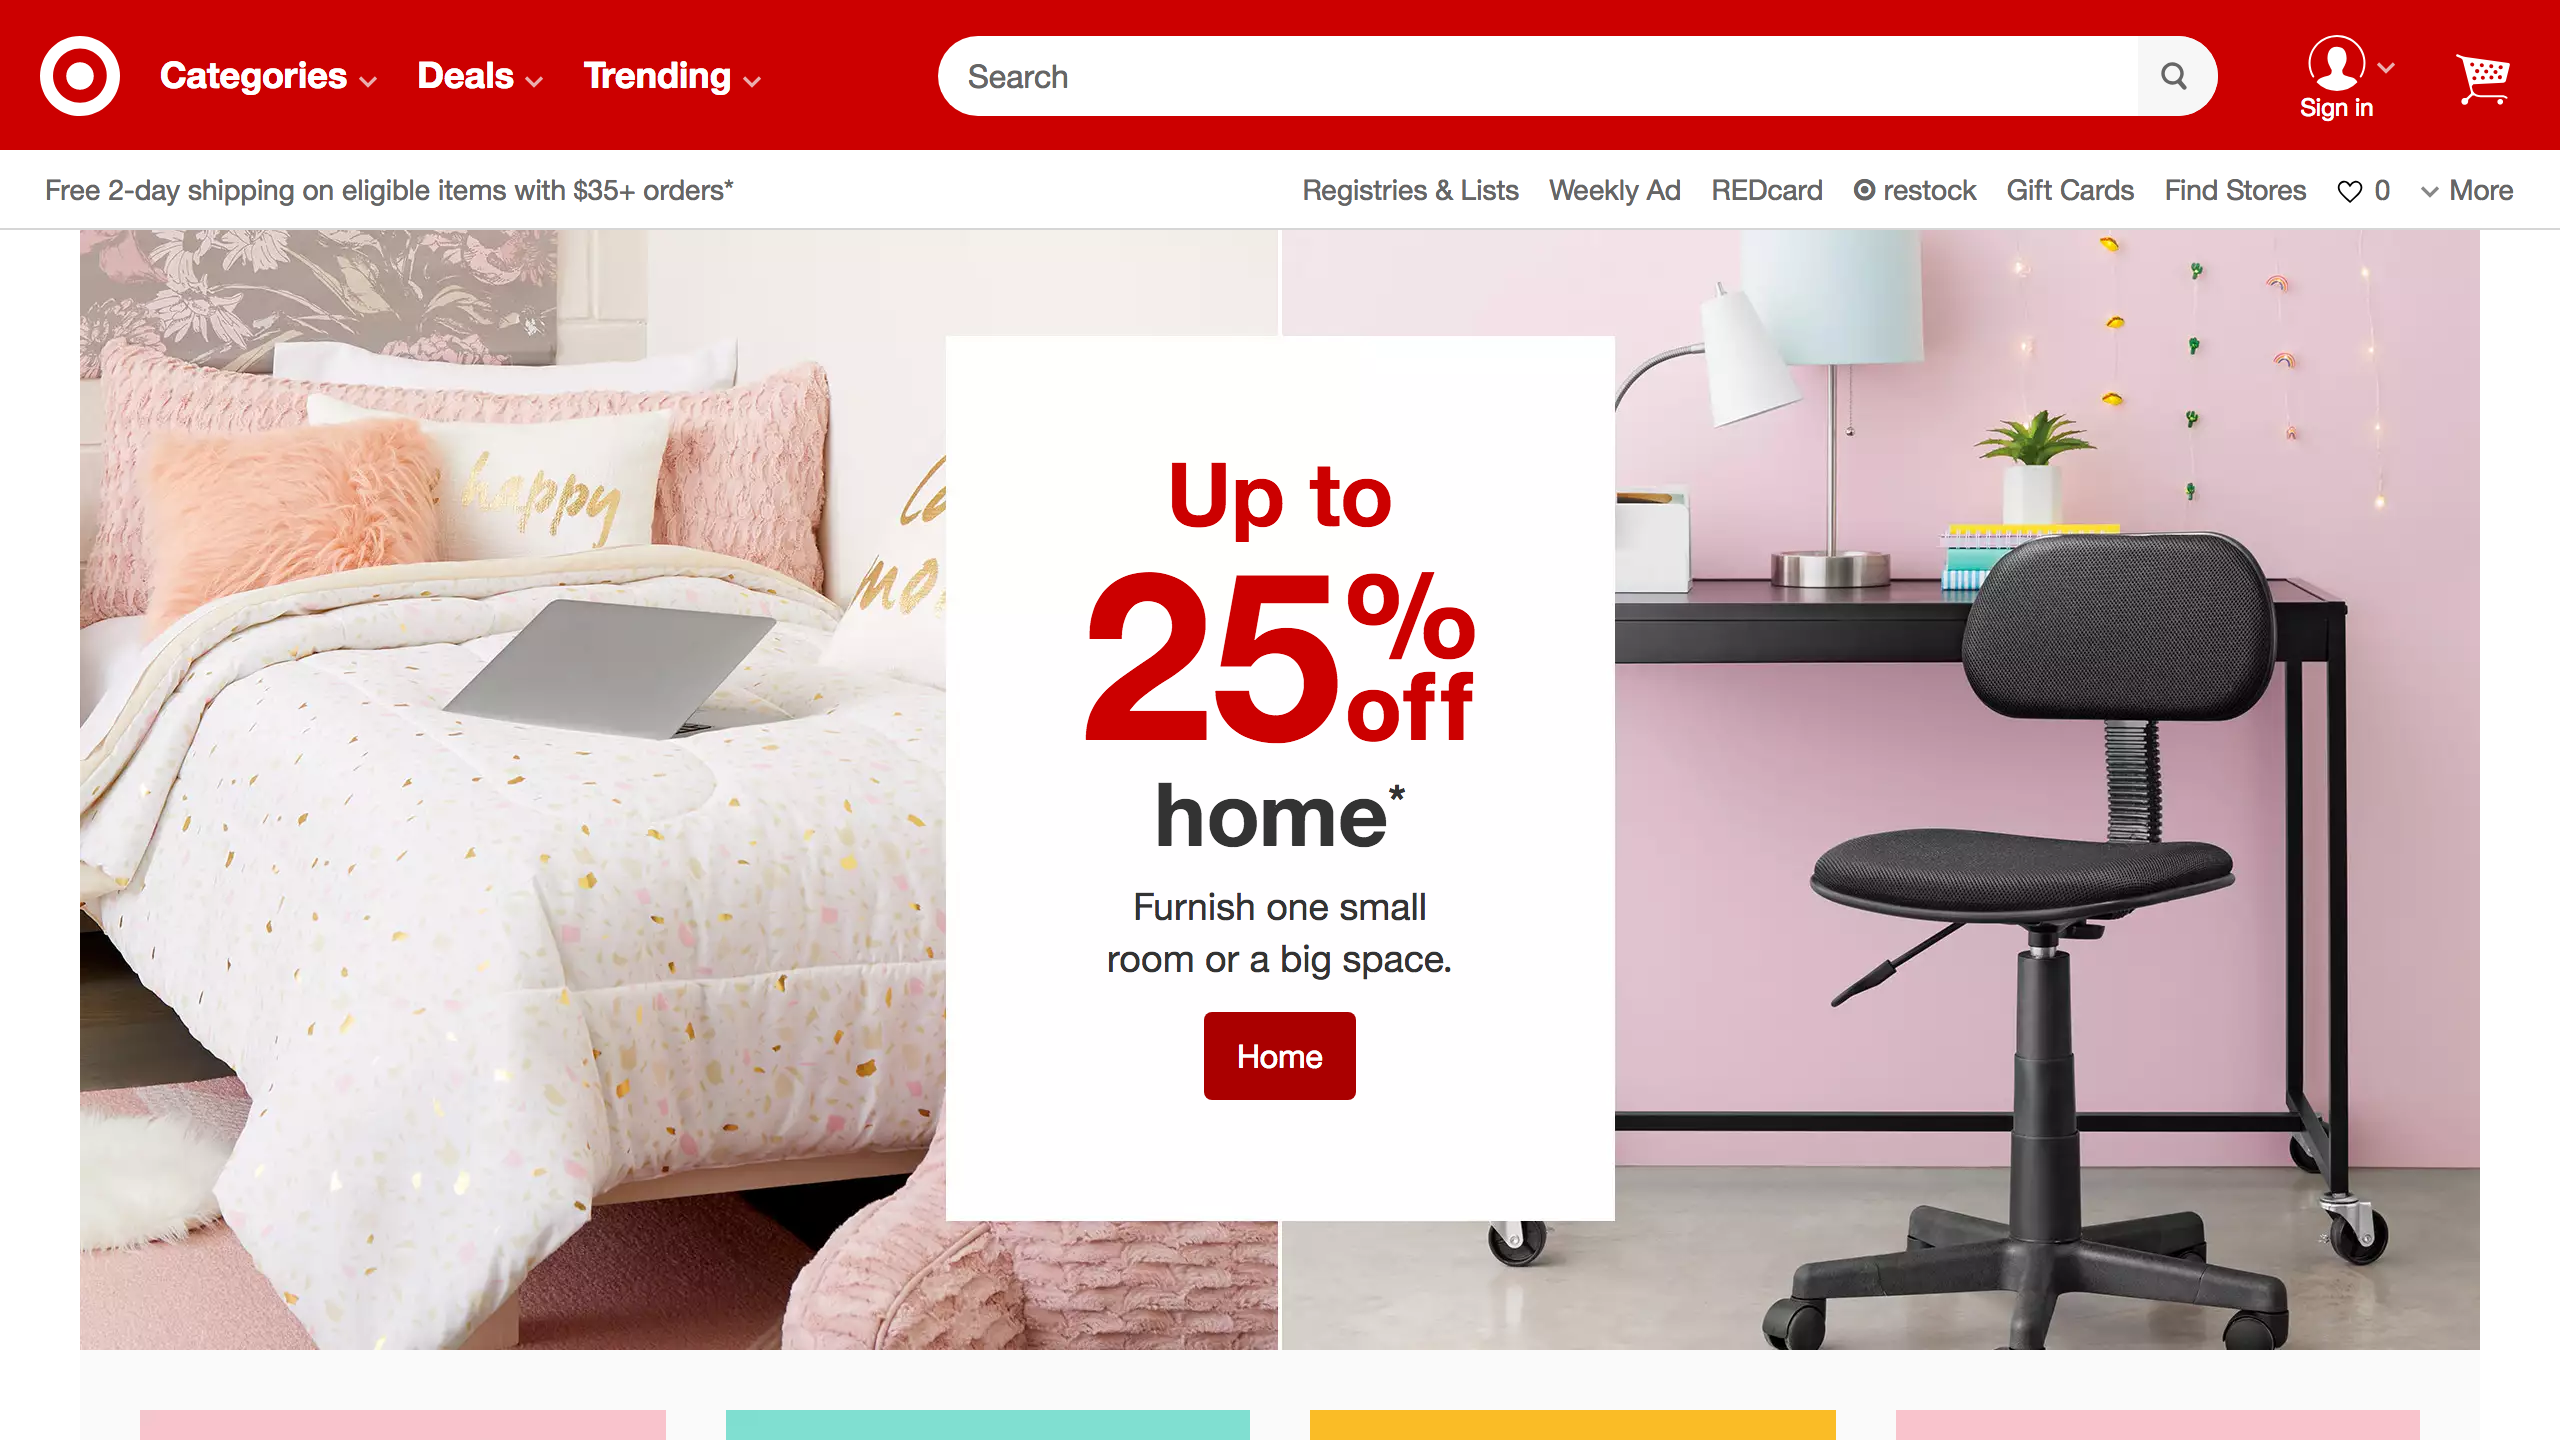 Categories Deals Trending Search Sign in
Free 2-day shipping on eligible items with $35+ orders* Registries & Lists Weekly Ad REDcard restock Gift Cards Find Stores 0 More
happy
Up to
25% off
home*
Furnish one small
room or a big space.
Home